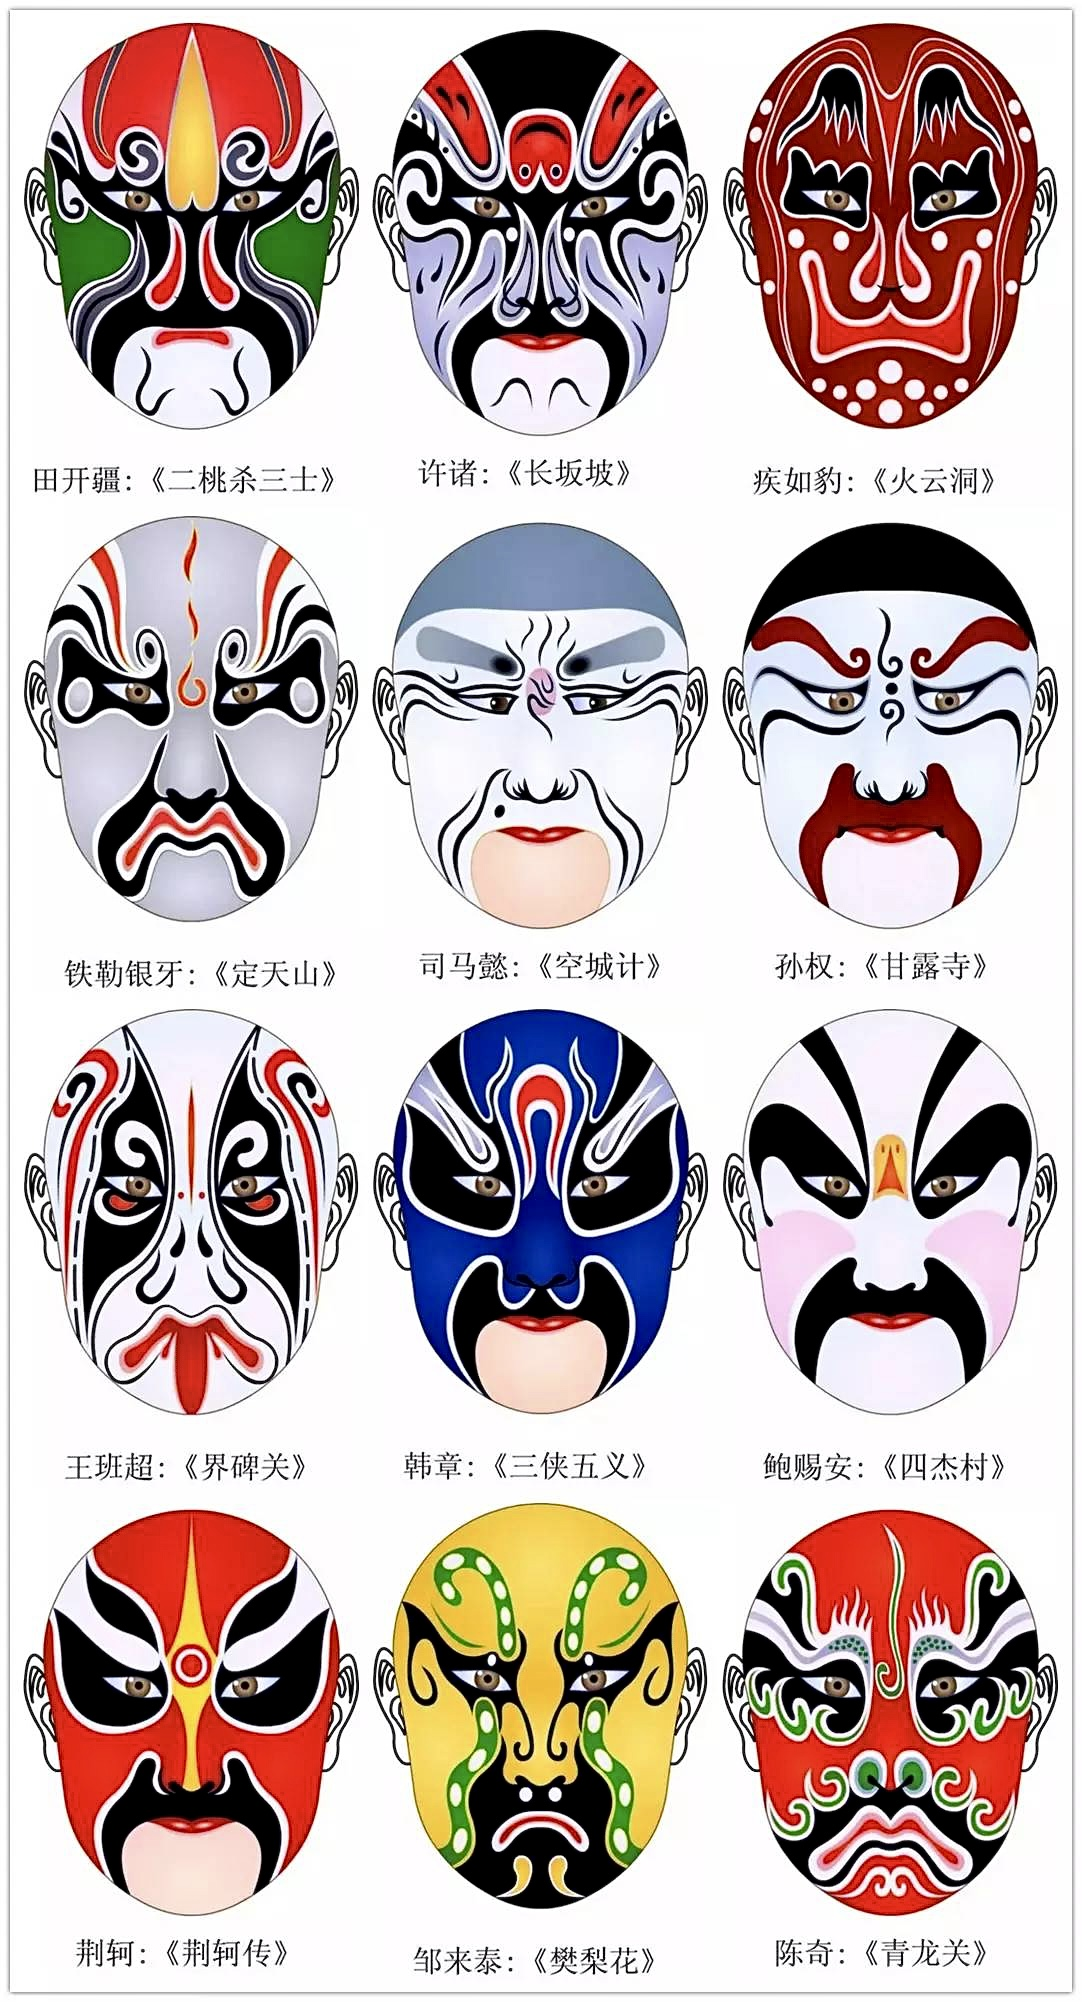 田开疆：《二桃杀三士》
许诸：《长坂坡》
疾如豹：《火云洞》
铁勒银牙：《定天山》
司马懿：《空城计》
孙权：《甘露寺》
王班超：《界碑关》
韩章：《三侠五义》
鲍赐安：《四杰村》
荆轲：《荆轲传》
邹来泰：《樊梨花》
陈奇：《青龙关》